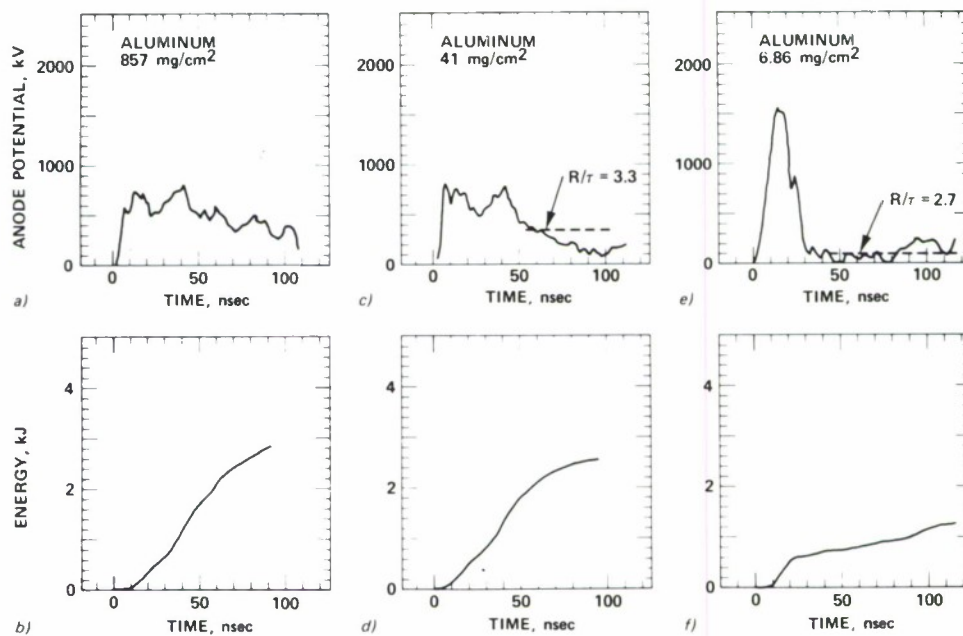 ALUMINUM
857 mg/cm²
ANODE POTENTIAL, kV
2000
1000
0
0 50 100
TIME, nsec
a)
ALUMINUM
41 mg/cm²
2000
1000
0
R/τ = 3.3
0 50 100
TIME, nsec
c)
ALUMINUM
6.86 mg/cm²
2000
1000
0
R/τ = 2.7
0 50 100
TIME, nsec
e)
ENERGY, kJ
4
2
0
0 50 100
TIME, nsec
b)
4
2
0
0 50 100
TIME, nsec
d)
4
2
0
0 50 100
TIME, nsec
f)